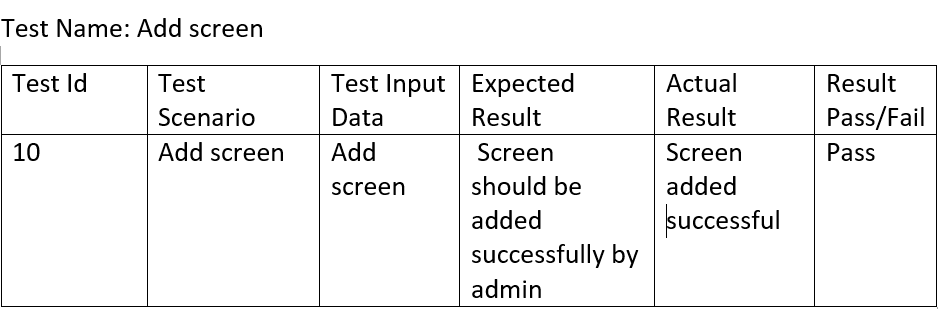 Test Name: Add screen
Test Id
Test
Scenario
Test Input
Data
Expected
Result
Actual
Result
Result
Pass/Fail
10
Add screen
Add
screen
Screen
should be
added
successfully by
admin
Screen
added
successful
Pass